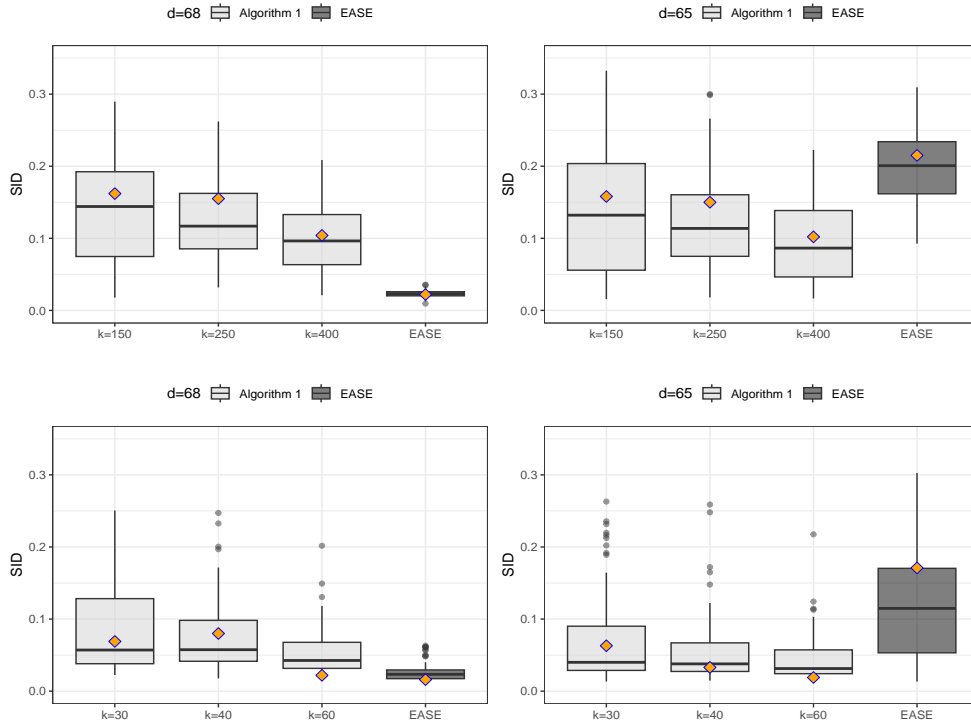 d=68 Algorithm 1 EASE
SID
0.3
0.2
0.1
0.0
k=150 k=250 k=400 EASE
d=65 Algorithm 1 EASE
SID
0.3
0.2
0.1
0.0
k=150 k=250 k=400 EASE
d=68 Algorithm 1 EASE
SID
0.3
0.2
0.1
0.0
k=30 k=40 k=60 EASE
d=65 Algorithm 1 EASE
SID
0.3
0.2
0.1
0.0
k=30 k=40 k=60 EASE